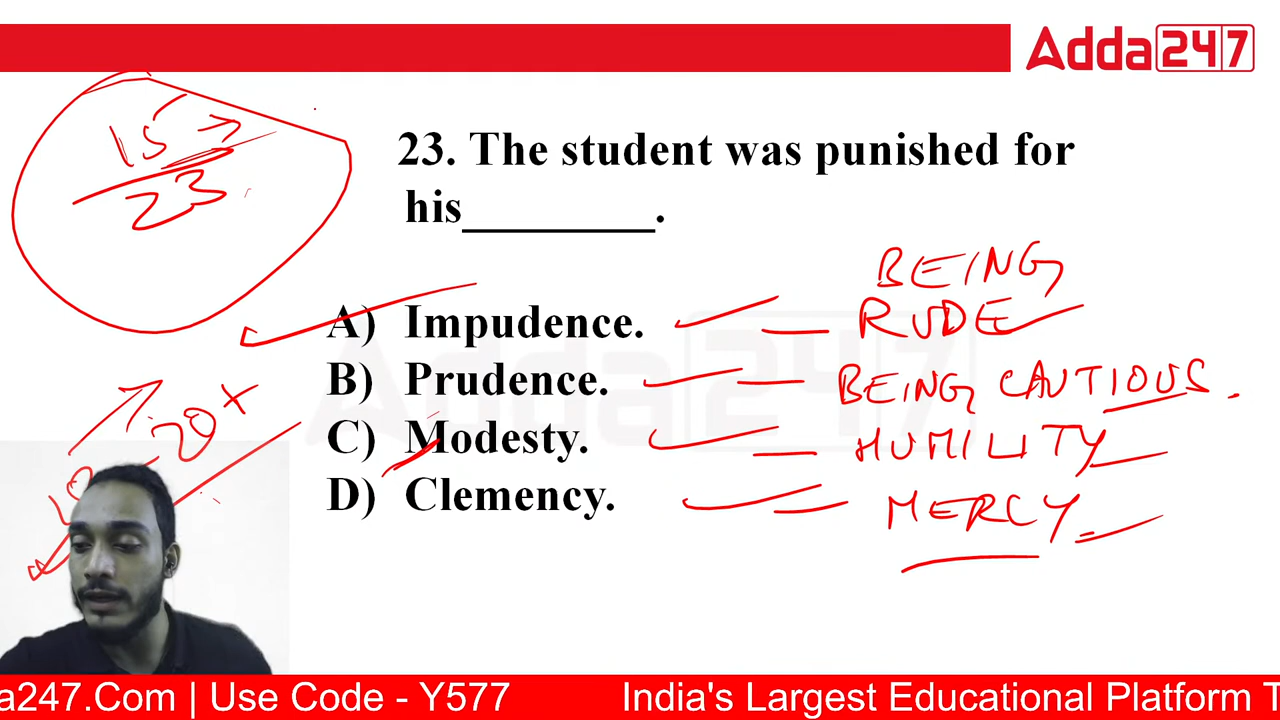 Adda247
15
23
23. The student was punished for
his_________.
BEING
A) Impudence. – RUDE
B) Prudence. – BEING CAUTIOUS.
C) Modesty. – HUMILITY
D) Clemency. = MERCY
20+
a247.Com | Use Code - Y577 India's Largest Educational Platform T